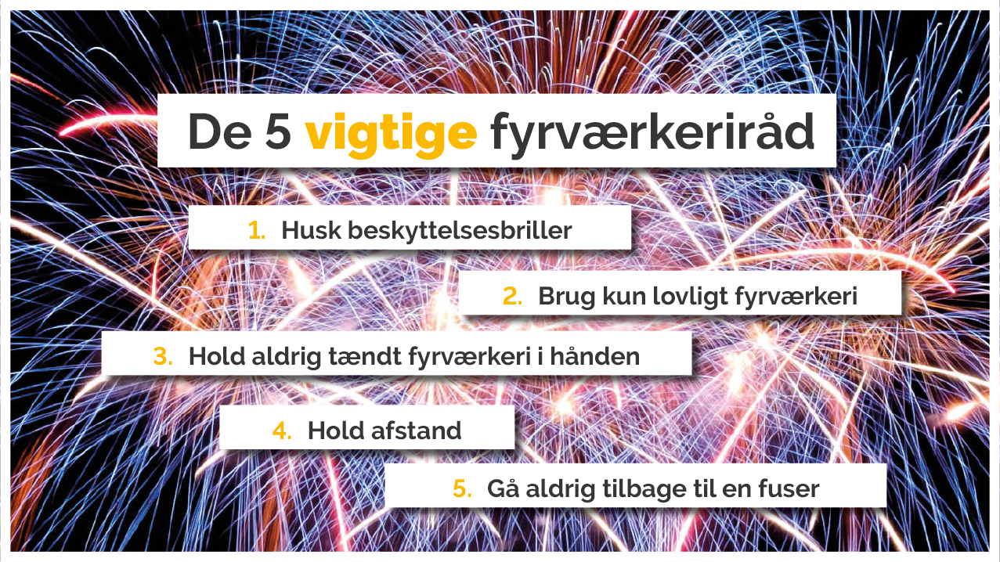 De 5 vigtige fyrværkeriråd
1. Husk beskyttelsesbriller
2. Brug kun lovligt fyrværkeri
3. Hold aldrig tændt fyrværkeri i hånden
4. Hold afstand
5. Gå aldrig tilbage til en fuser